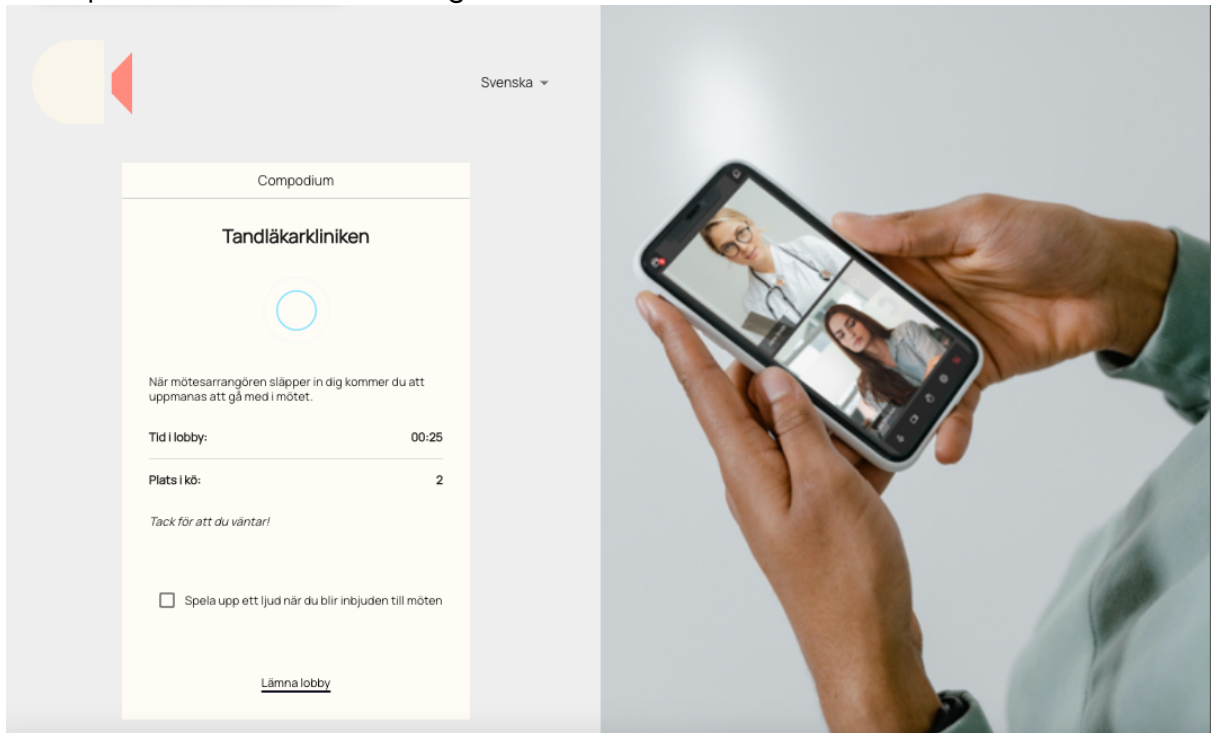 Svenska
Compodium
Tandläkarkliniken
När mötesarrangören släpper in dig kommer du att
uppmanas att gå med i mötet.
Tid i lobby: 00:25
Plats i kö: 2
Tack för att du väntar!
Spela upp ett ljud när du blir inbjuden till möten
Lämna lobby